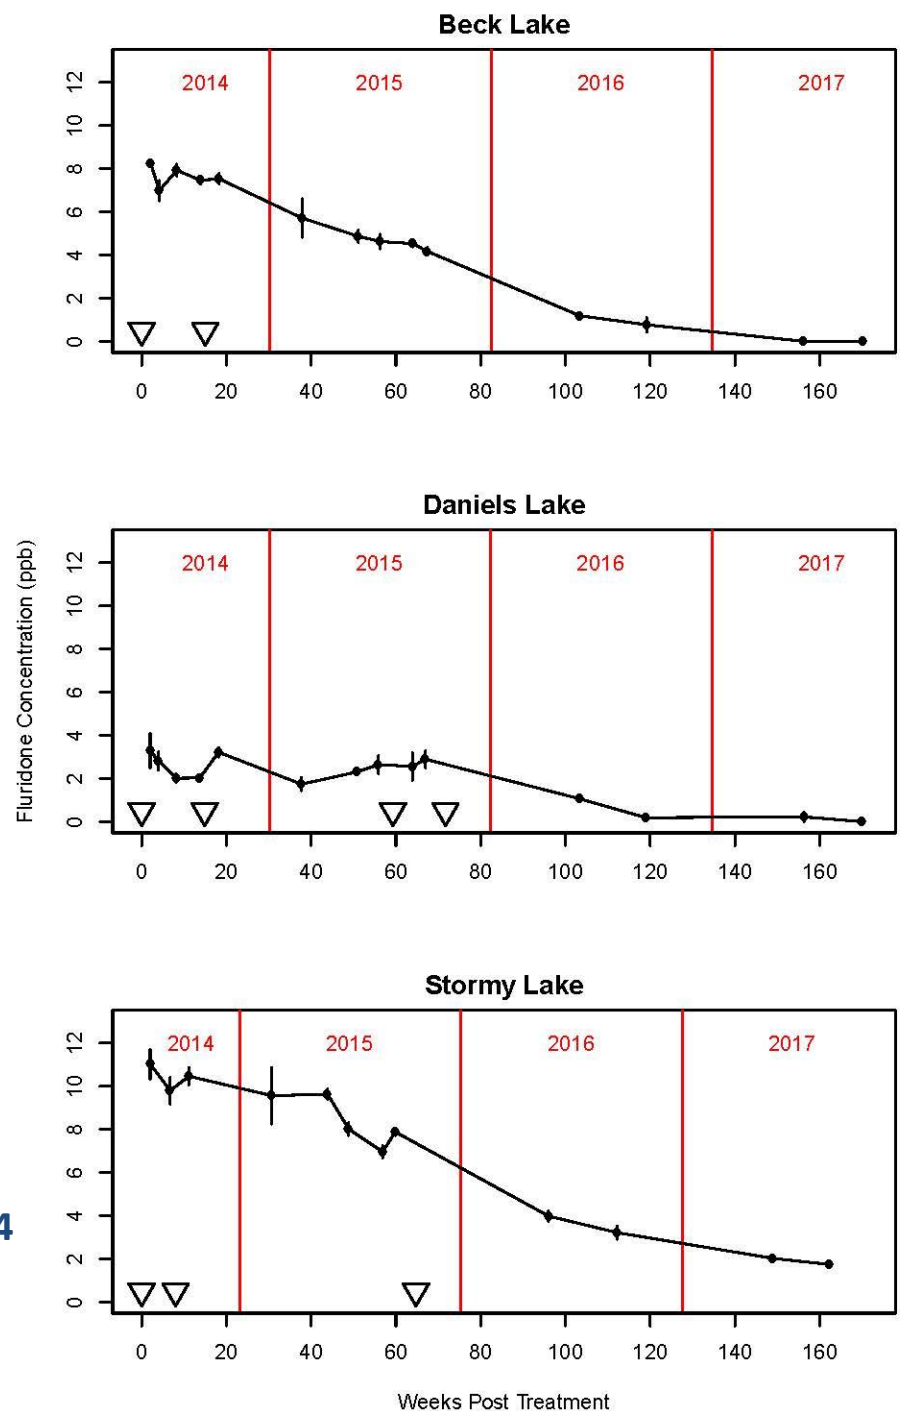 Beck Lake
2014 2015 2016 2017
12
10
8
6
4
2
0
0 20 40 60 80 100 120 140 160
Daniels Lake
2014 2015 2016 2017
12
10
8
6
4
2
0
0 20 40 60 80 100 120 140 160
Fluridone Concentration (ppb)
Stormy Lake
2014 2015 2016 2017
12
10
8
6
4
2
0
4
0 20 40 60 80 100 120 140 160
Weeks Post Treatment